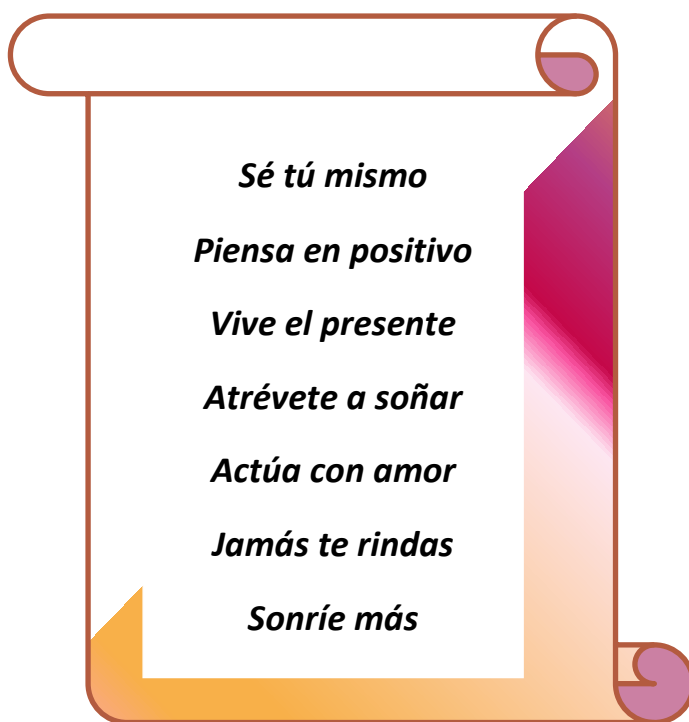 Sé tú mismo
Piensa en positivo
Vive el presente
Atrévete a soñar
Actúa con amor
Jamás te rindas
Sonríe más